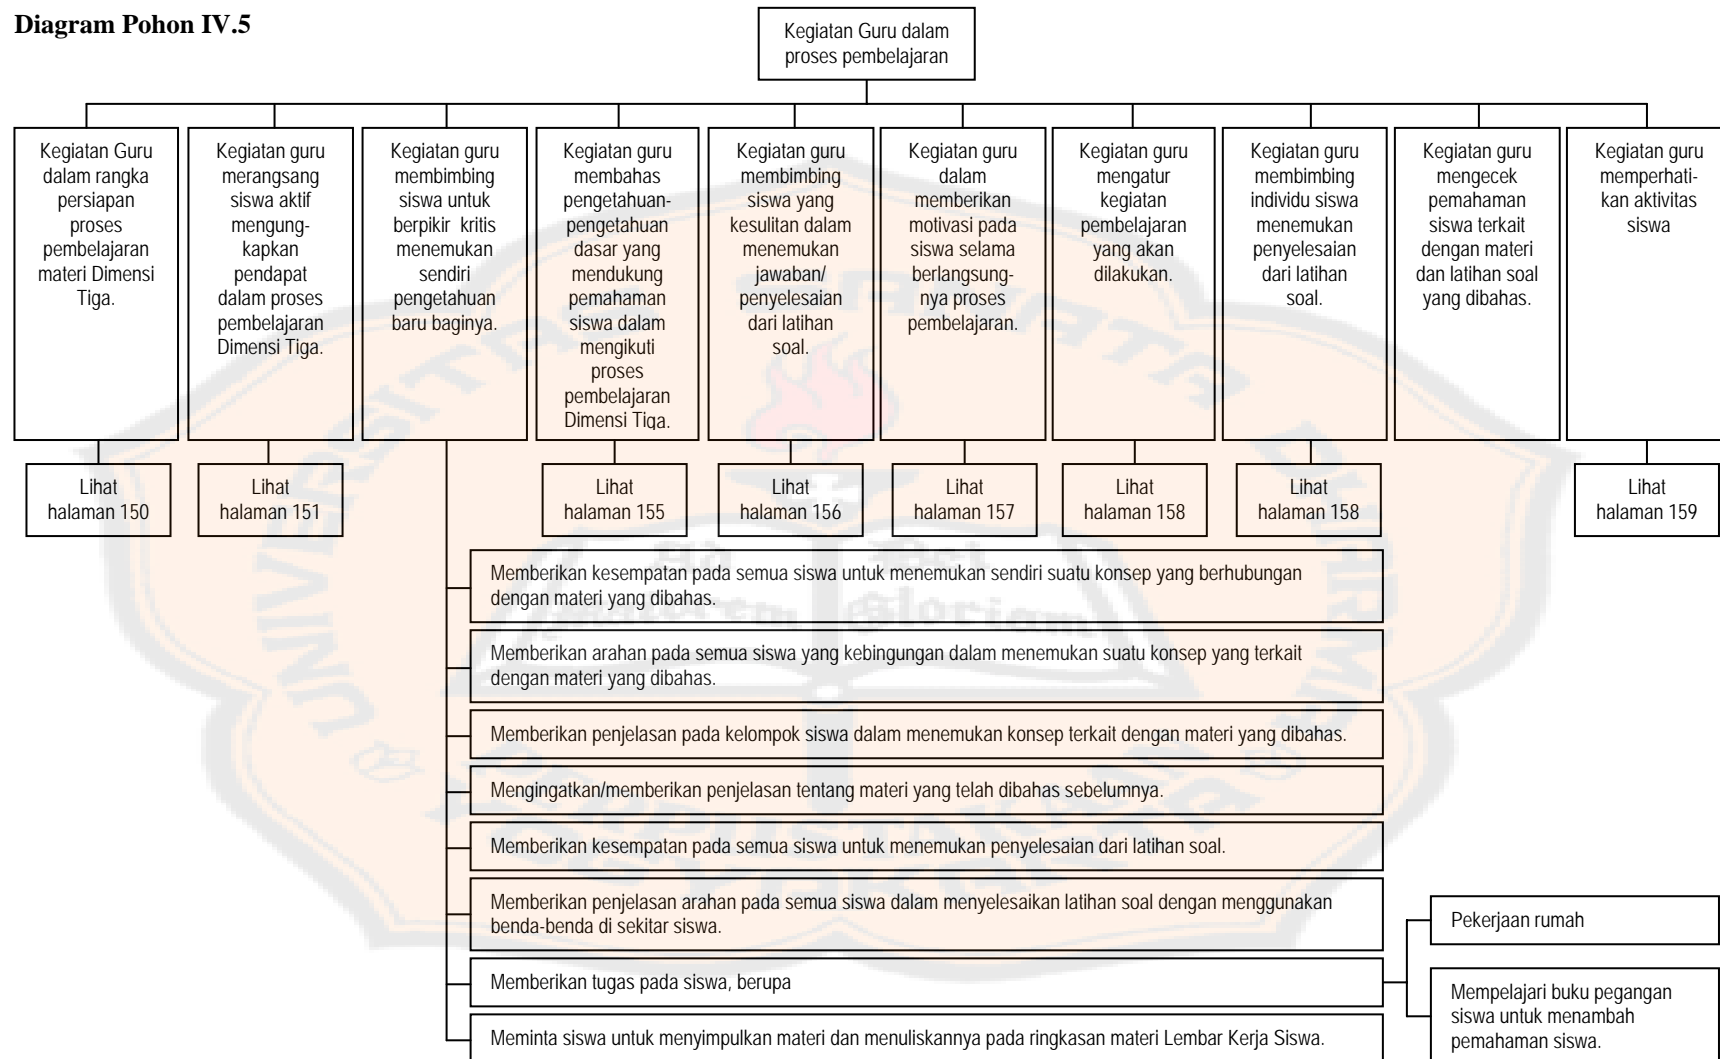 Diagram Pohon IV.5
Kegiatan Guru dalam
proses pembelajaran
Kegiatan Guru
dalam rangka
persiapan
proses
pembelajaran
materi Dimensi
Tiga.
Kegiatan guru
merangsang
siswa aktif
mengung-
kapkan
pendapat
dalam proses
pembelajaran
Dimensi Tiga.
Kegiatan guru
membimbing
siswa untuk
berpikir kritis
menemukan
sendiri
pengetahuan
baru baginya.
Kegiatan guru
membahas
pengetahuan-
pengetahuan
dasar yang
mendukung
pemahaman
siswa dalam
mengikuti
proses
pembelajaran
Dimensi Tiga.
Kegiatan guru
membimbing
siswa yang
kesulitan dalam
menemukan
jawaban/
penyelesaian
dari latihan
soal.
Kegiatan guru
dalam
memberikan
motivasi pada
siswa selama
berlangsung-
nya proses
pembelajaran.
Kegiatan guru
mengatur
kegiatan
pembelajaran
yang akan
dilakukan.
Kegiatan guru
membimbing
individu siswa
menemukan
penyelesaian
dari latihan
soal.
Kegiatan guru
mengecek
pemahaman
siswa terkait
dengan materi
dan latihan soal
yang dibahas.
Kegiatan guru
memperhati-
kan aktivitas
siswa
Lihat
halaman 150
Lihat
halaman 151
Lihat
halaman 155
Lihat
halaman 156
Lihat
halaman 157
Lihat
halaman 158
Lihat
halaman 158
Lihat
halaman 159
Memberikan kesempatan pada semua siswa untuk menemukan sendiri suatu konsep yang berhubungan
dengan materi yang dibahas.
Memberikan arahan pada semua siswa yang kebingungan dalam menemukan suatu konsep yang terkait
dengan materi yang dibahas.
Memberikan penjelasan pada kelompok siswa dalam menemukan konsep terkait dengan materi yang dibahas.
Mengingatkan/memberikan penjelasan tentang materi yang telah dibahas sebelumnya.
Memberikan kesempatan pada semua siswa untuk menemukan penyelesaian dari latihan soal.
Memberikan penjelasan arahan pada semua siswa dalam menyelesaikan latihan soal dengan menggunakan
benda-benda di sekitar siswa.
Memberikan tugas pada siswa, berupa
Pekerjaan rumah
Mempelajari buku pegangan
siswa untuk menambah
pemahaman siswa.
Meminta siswa untuk menyimpulkan materi dan menuliskannya pada ringkasan materi Lembar Kerja Siswa.
UNIVERSITAS SANATA DHARMA
Ad Dei
Maiorem Gloriam
PERPUSTAKAAN
YOGYAKARTA